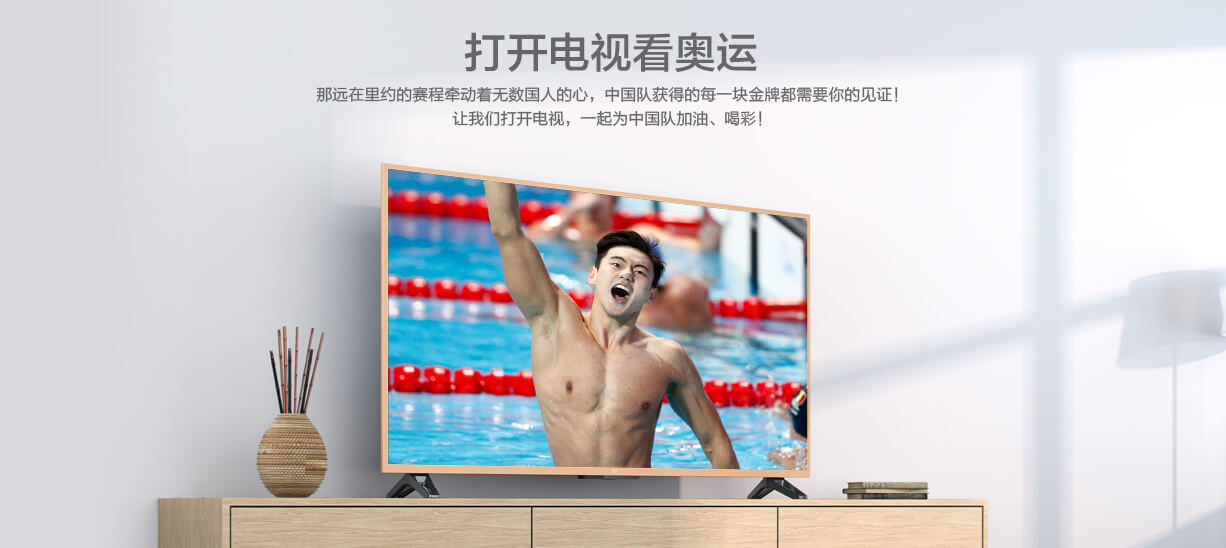 打开电视看奥运
那远在里约的赛程牵动着无数国人的心，中国队获得的每一块金牌都需要你的见证！
让我们打开电视，一起为中国队加油、喝彩！